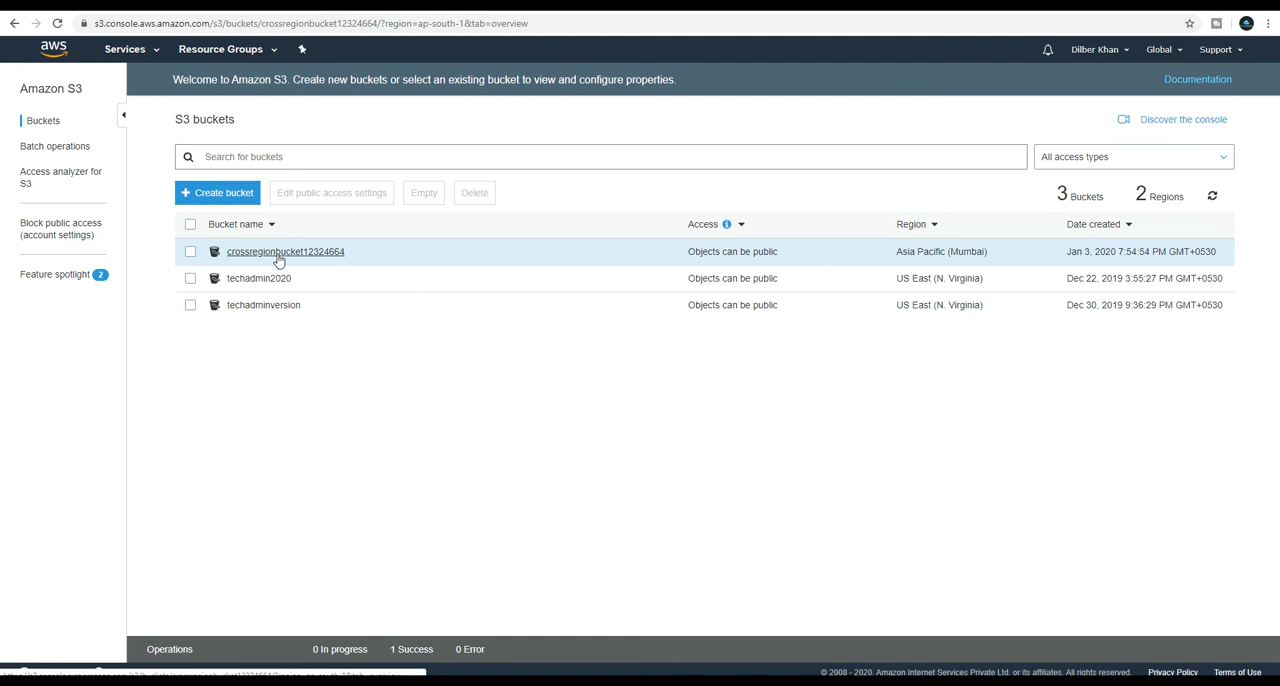 s3.console.aws.amazon.com/s3/buckets/crossregionbucket12324664/?region=ap-south-1&tab=overview
aws Services Resource Groups Dilber Khan Global Support
Amazon S3
Buckets
Batch operations
Access analyzer for
S3
Block public access
(account settings)
Feature spotlight 2
Welcome to Amazon S3. Create new buckets or select an existing bucket to view and configure properties. Documentation
S3 buckets Discover the console
Search for buckets All access types
+ Create bucket Edit public access settings Empty Delete 3 Buckets 2 Regions
Bucket name Access Region Date created
crossregionbucket12324664 Objects can be public Asia Pacific (Mumbai) Jan 3, 2020 7:54:54 PM GMT+0530
techadmin2020 Objects can be public US East (N. Virginia) Dec 22, 2019 3:55:27 PM GMT+0530
techadminversion Objects can be public US East (N. Virginia) Dec 30, 2019 9:36:29 PM GMT+0530
Operations 0 In progress 1 Success 0 Error
© 2008 - 2020, Amazon Internet Services Private Ltd. or its affiliates. All rights reserved. Privacy Policy Terms of Use